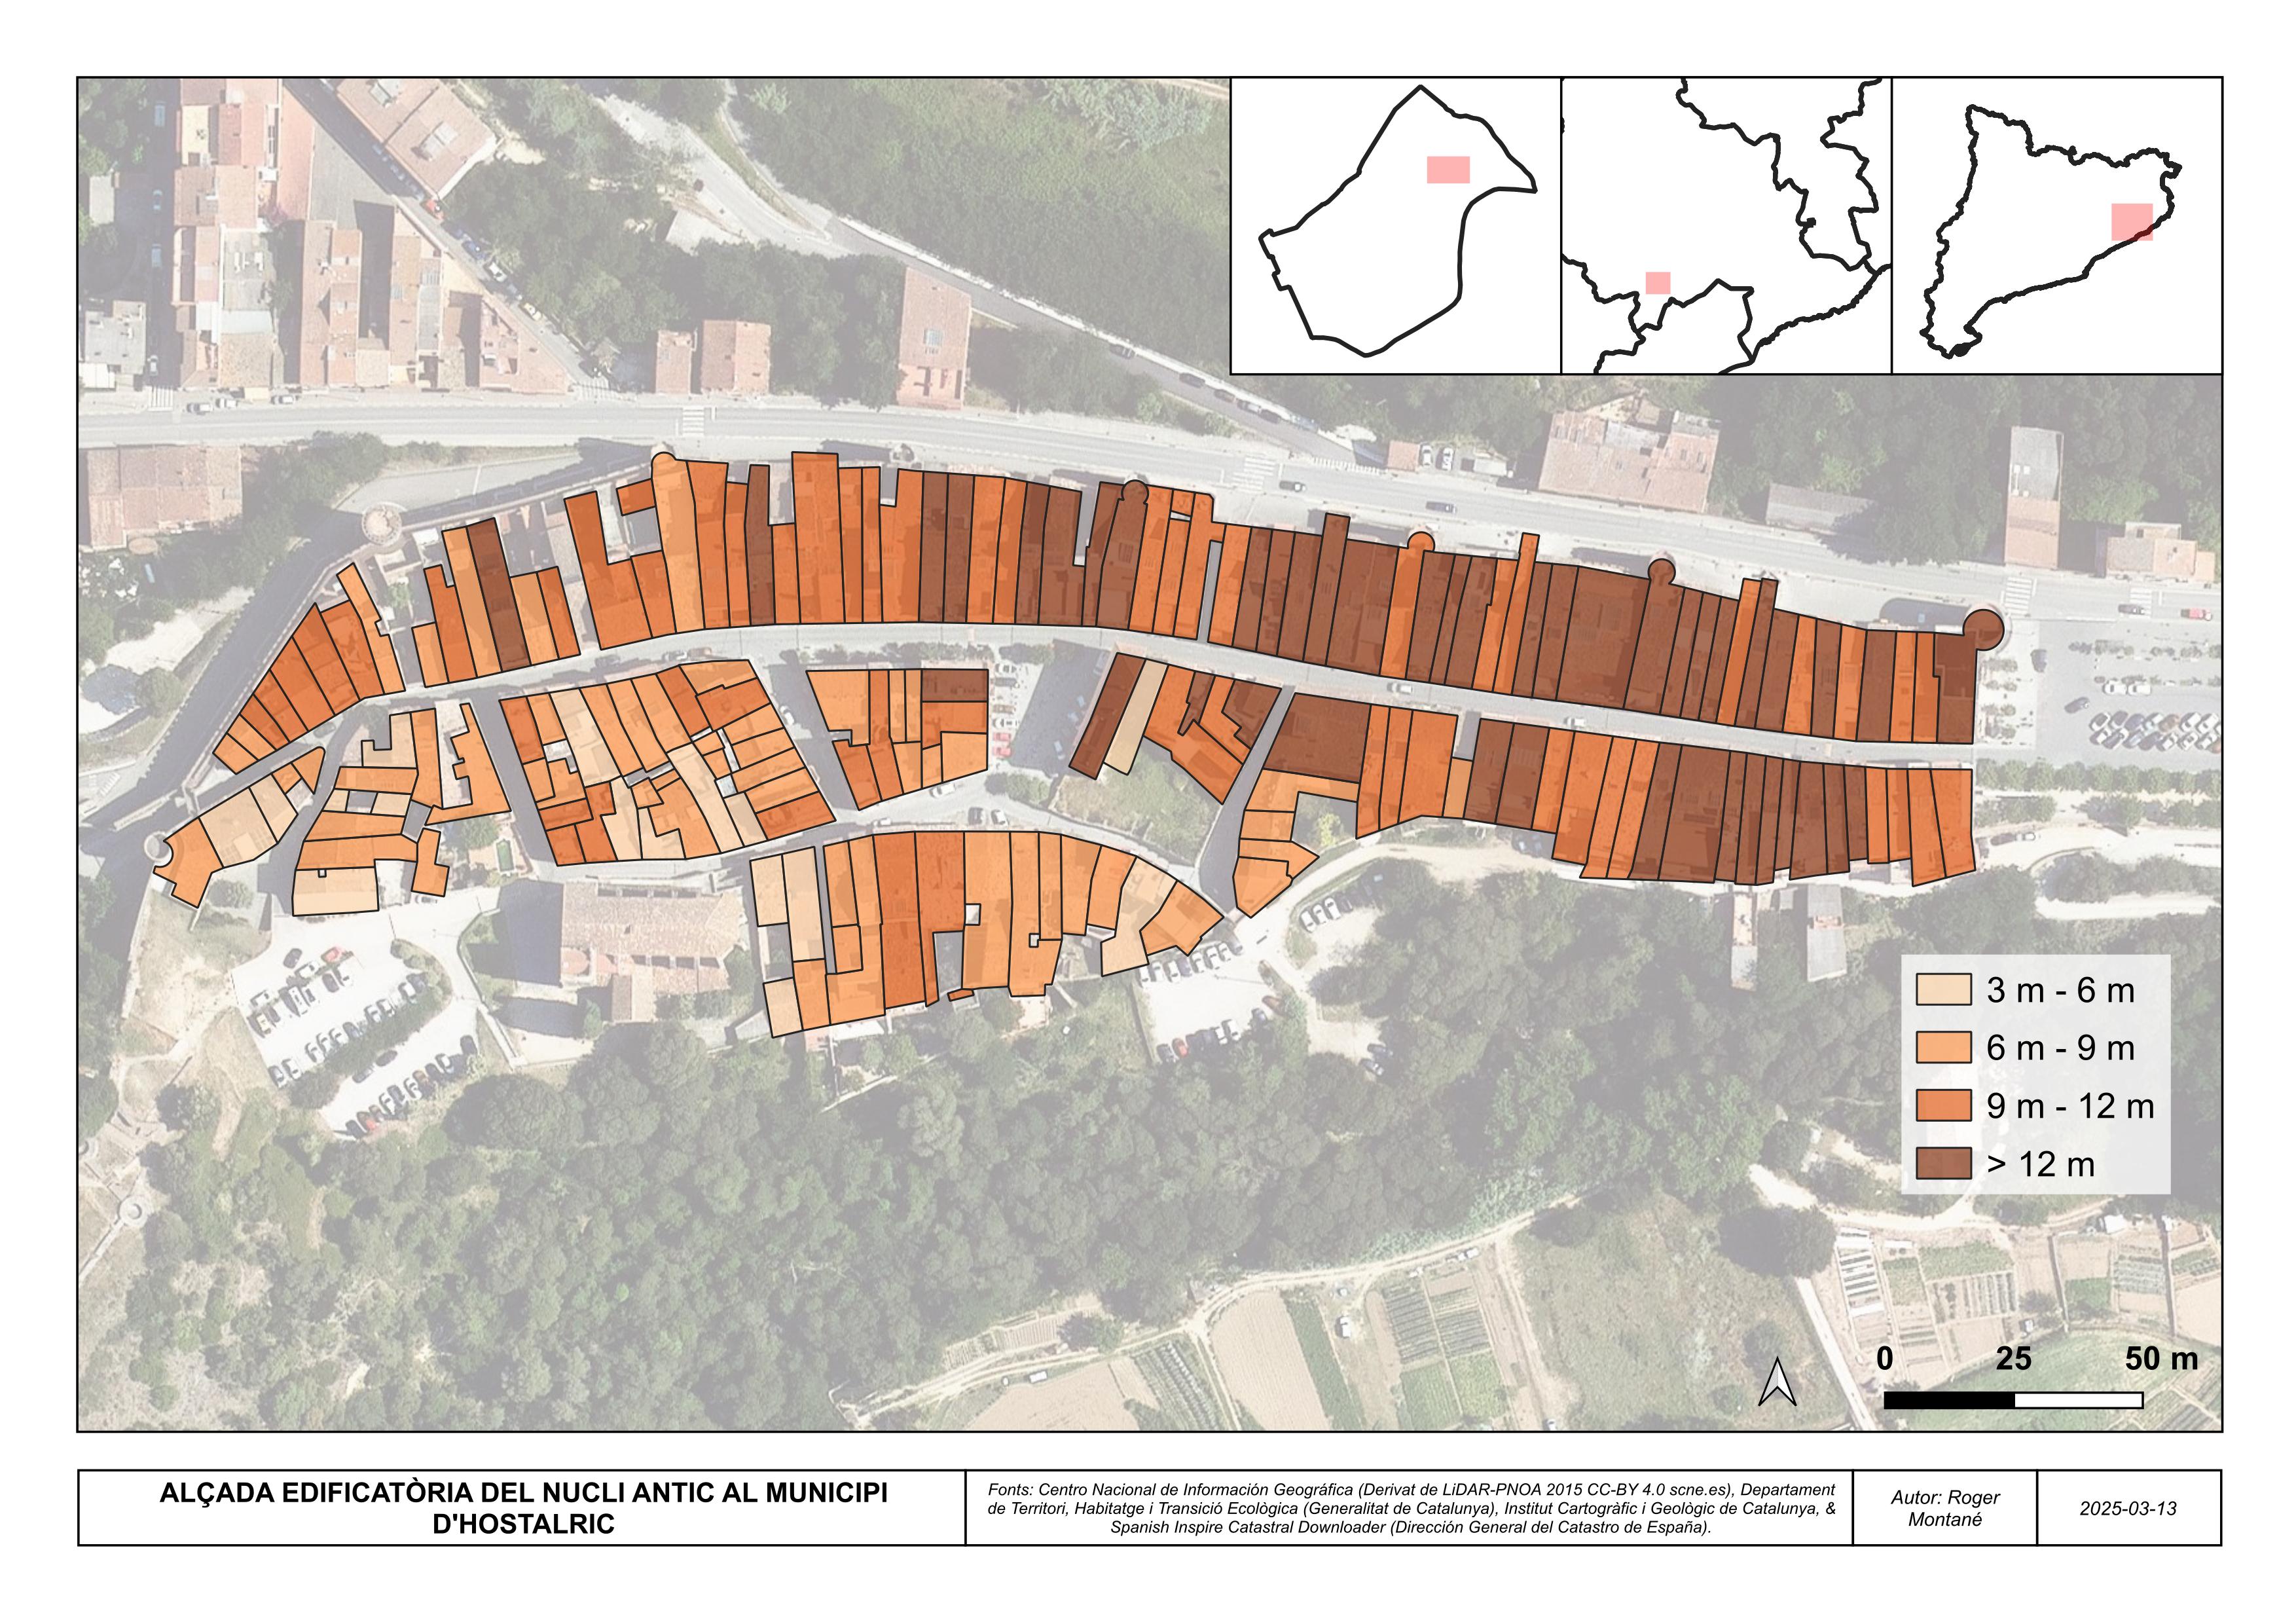 3 m - 6 m
6 m - 9 m
9 m - 12 m
> 12 m
0 25 50 m
ALÇADA EDIFICATÒRIA DEL NUCLI ANTIC AL MUNICIPI
D'HOSTALRIC
Fonts: Centro Nacional de Información Geográfica (Derivat de LiDAR-PNOA 2015 CC-BY 4.0 scne.es), Departament
de Territori, Habitatge i Transició Ecològica (Generalitat de Catalunya), Institut Cartogràfic i Geològic de Catalunya, &
Spanish Inspire Catastral Downloader (Dirección General del Catastro de España).
Autor: Roger
Montané
2025-03-13